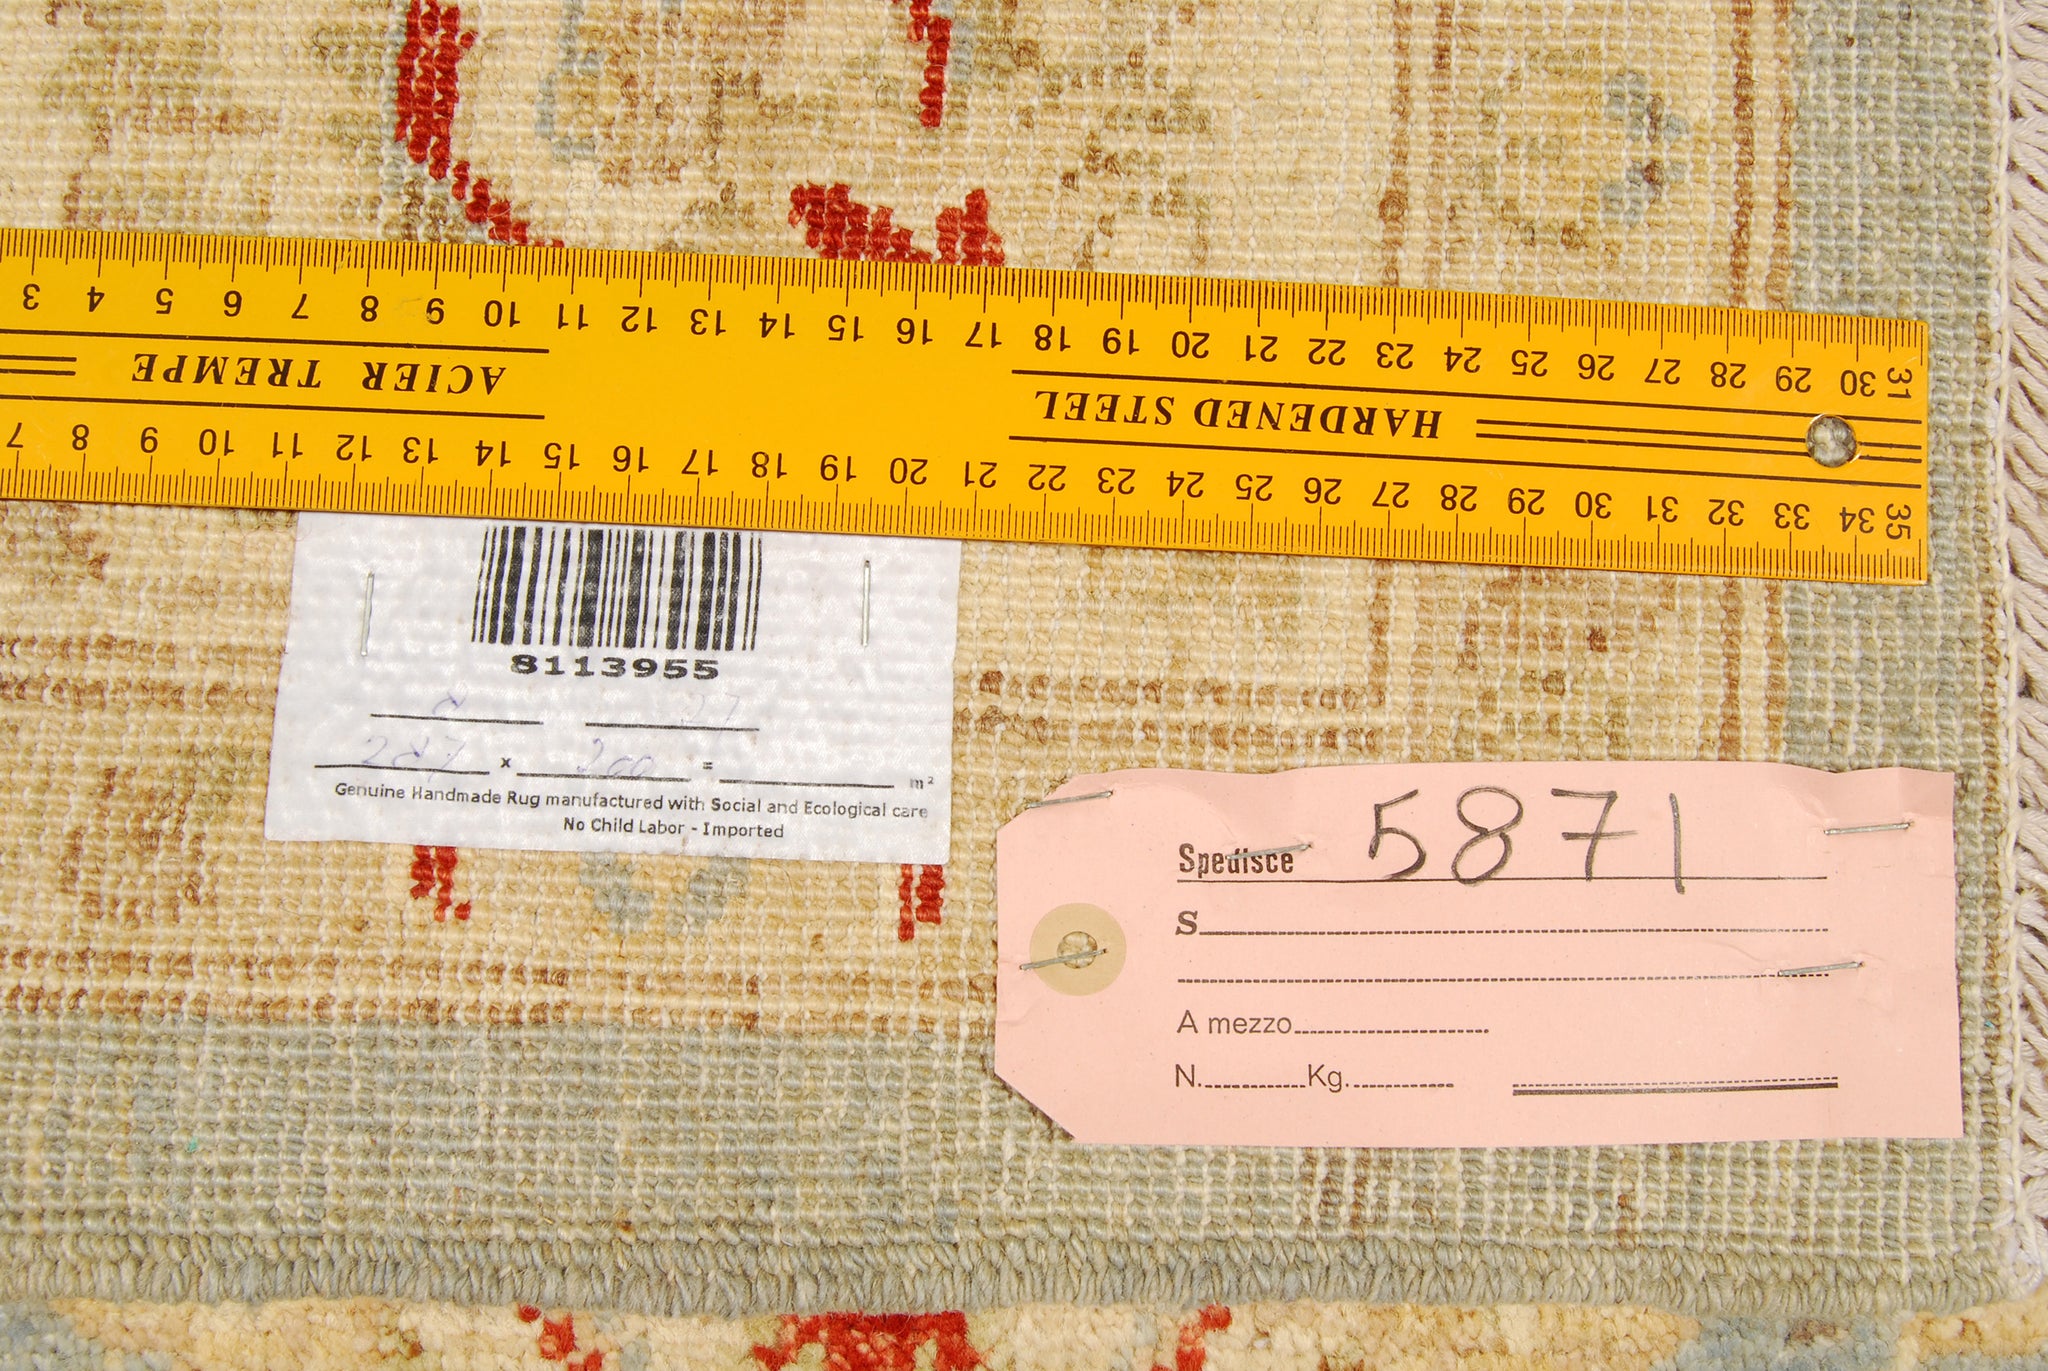 3 4 5 6 7 8 9 10 11 12 13 14 15 16 17 18 19 20 21 22 23 24 25 26 27 28 29 30 31
ACIER TREMPE
HARDENED STEEL
7 8 9 10 11 12 13 14 15 16 17 18 19 20 21 22 23 24 25 26 27 28 29 30 31 32 33 34 35
8113955
287 x 200 = m²
Genuine Handmade Rug manufactured with Social and Ecological care
No Child Labor - Imported
Spedisce 5871
S
A mezzo
N. Kg.